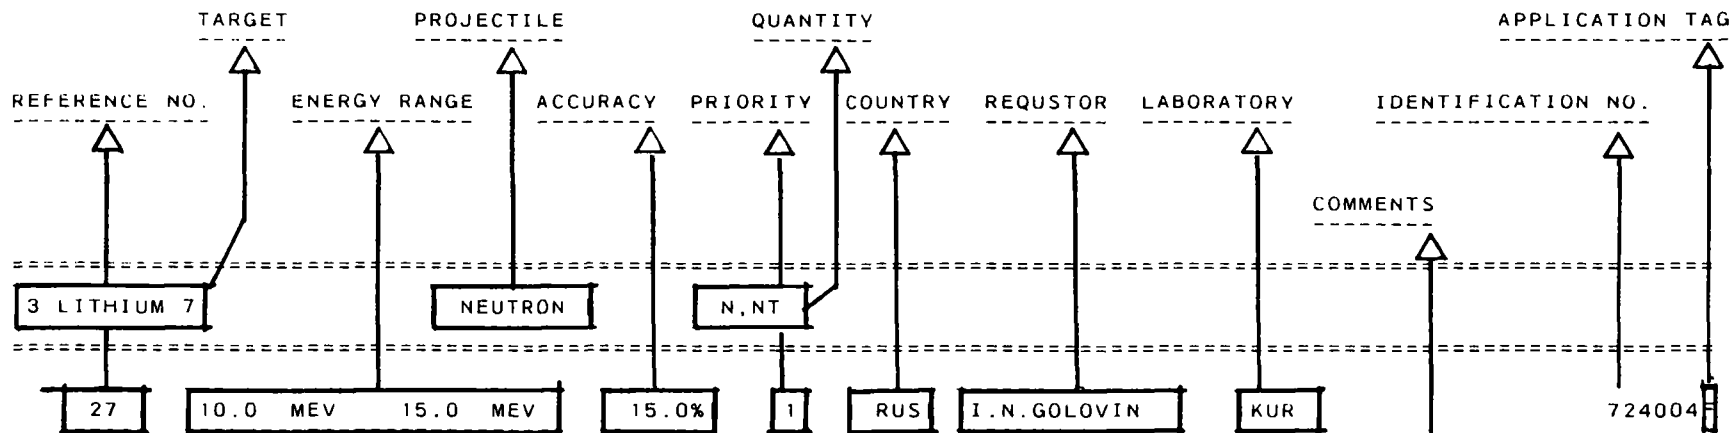 TARGET PROJECTILE QUANTITY APPLICATION TAG
REFERENCE NO. ENERGY RANGE ACCURACY PRIORITY COUNTRY REQUSTOR LABORATORY IDENTIFICATION NO.
COMMENTS
3 LITHIUM 7 NEUTRON N,NT
27 10.0 MEV 15.0 MEV 15.0% 1 RUS I.N.GOLOVIN KUR 724004F